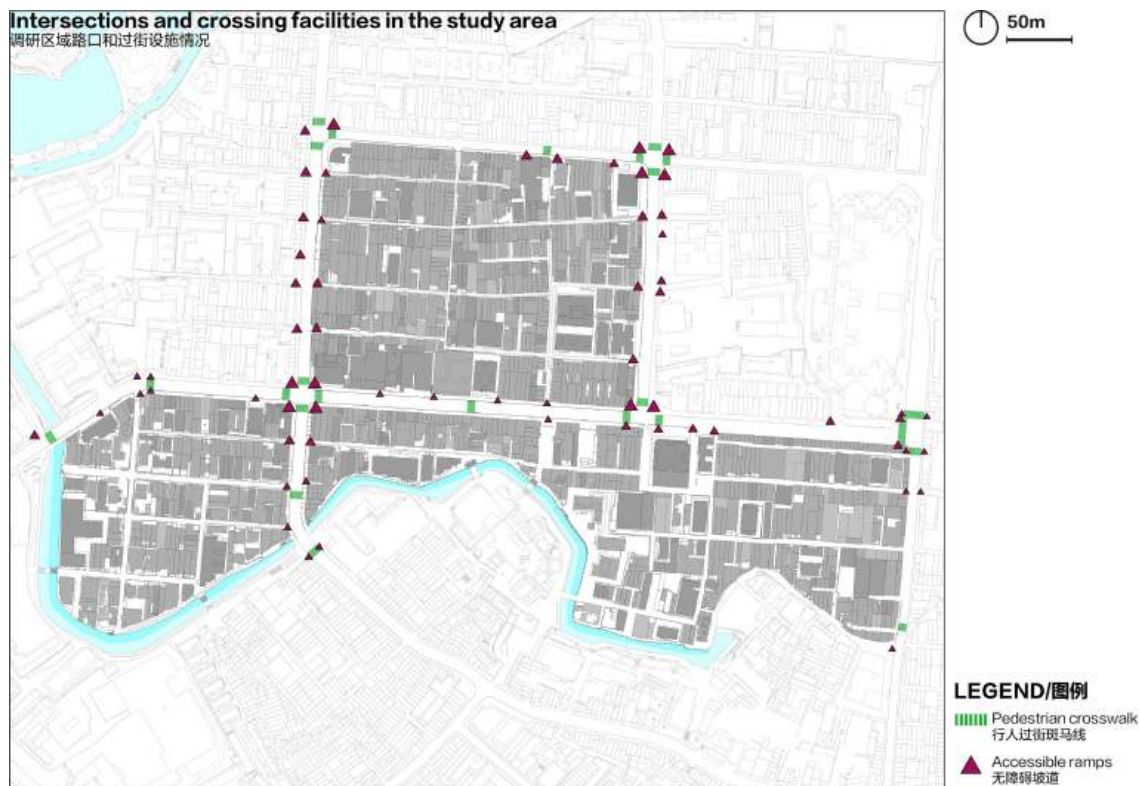 Intersections and crossing facilities in the study area
调研区域路口和过街设施情况
50m
LEGEND/图例
Pedestrian crosswalk
行人过街斑马线
Accessible ramps
无障碍坡道